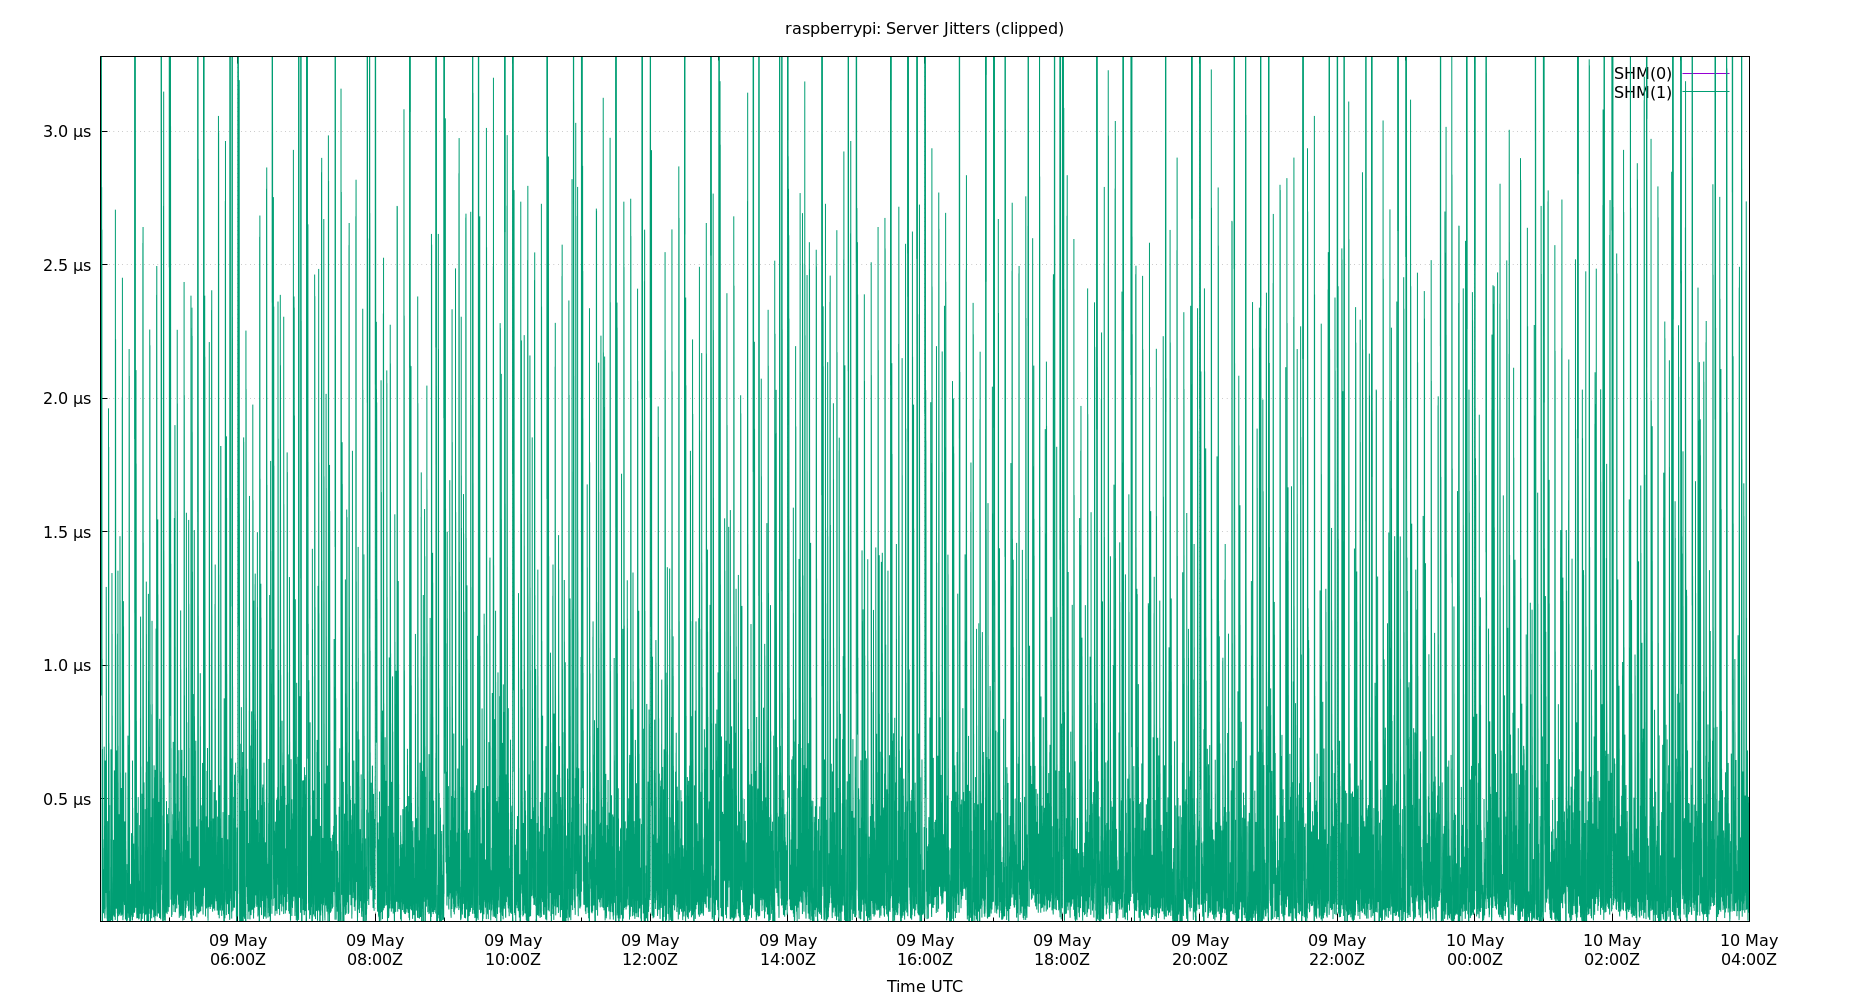 raspberrypi: Server Jitters (clipped)
SHM(0)
SHM(1)
3.0 µs
2.5 µs
2.0 µs
1.5 µs
1.0 µs
0.5 µs
09 May 09 May 09 May 09 May 09 May 09 May 09 May 09 May 09 May 10 May 10 May 10 May
06:00Z 08:00Z 10:00Z 12:00Z 14:00Z 16:00Z 18:00Z 20:00Z 22:00Z 00:00Z 02:00Z 04:00Z
Time UTC